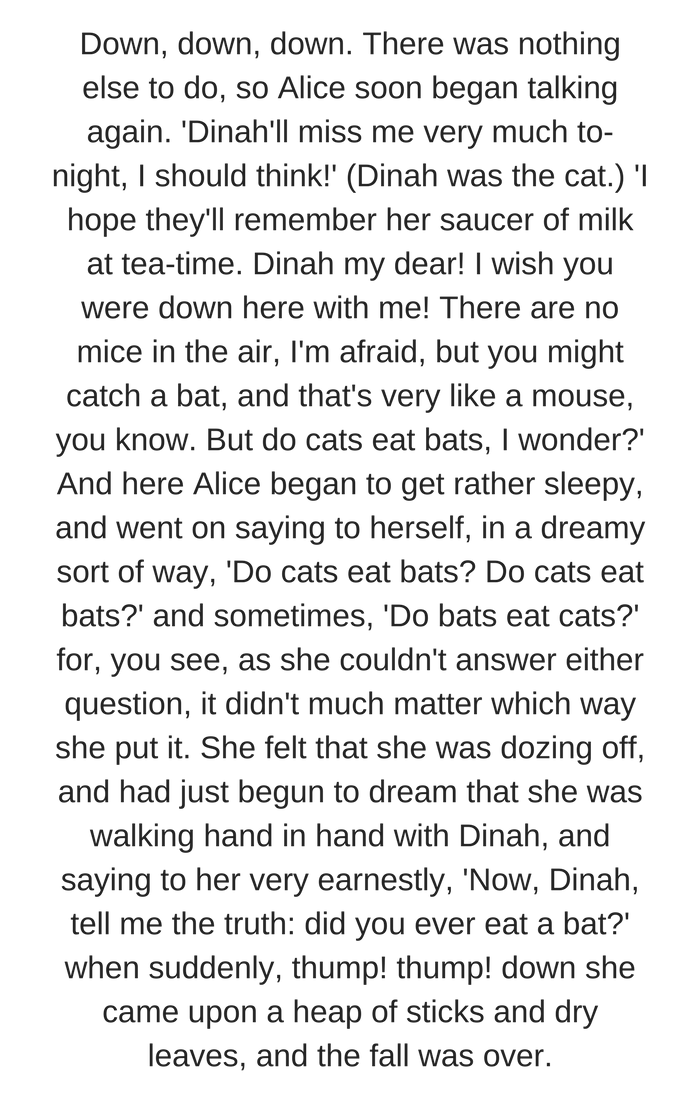 Down, down, down. There was nothing
else to do, so Alice soon began talking
again. 'Dinah'll miss me very much to-
night, I should think!' (Dinah was the cat.) 'I
hope they'll remember her saucer of milk
at tea-time. Dinah my dear! I wish you
were down here with me! There are no
mice in the air, I'm afraid, but you might
catch a bat, and that's very like a mouse,
you know. But do cats eat bats, I wonder?'
And here Alice began to get rather sleepy,
and went on saying to herself, in a dreamy
sort of way, 'Do cats eat bats? Do cats eat
bats?' and sometimes, 'Do bats eat cats?'
for, you see, as she couldn't answer either
question, it didn't much matter which way
she put it. She felt that she was dozing off,
and had just begun to dream that she was
walking hand in hand with Dinah, and
saying to her very earnestly, 'Now, Dinah,
tell me the truth: did you ever eat a bat?'
when suddenly, thump! thump! down she
came upon a heap of sticks and dry
leaves, and the fall was over.